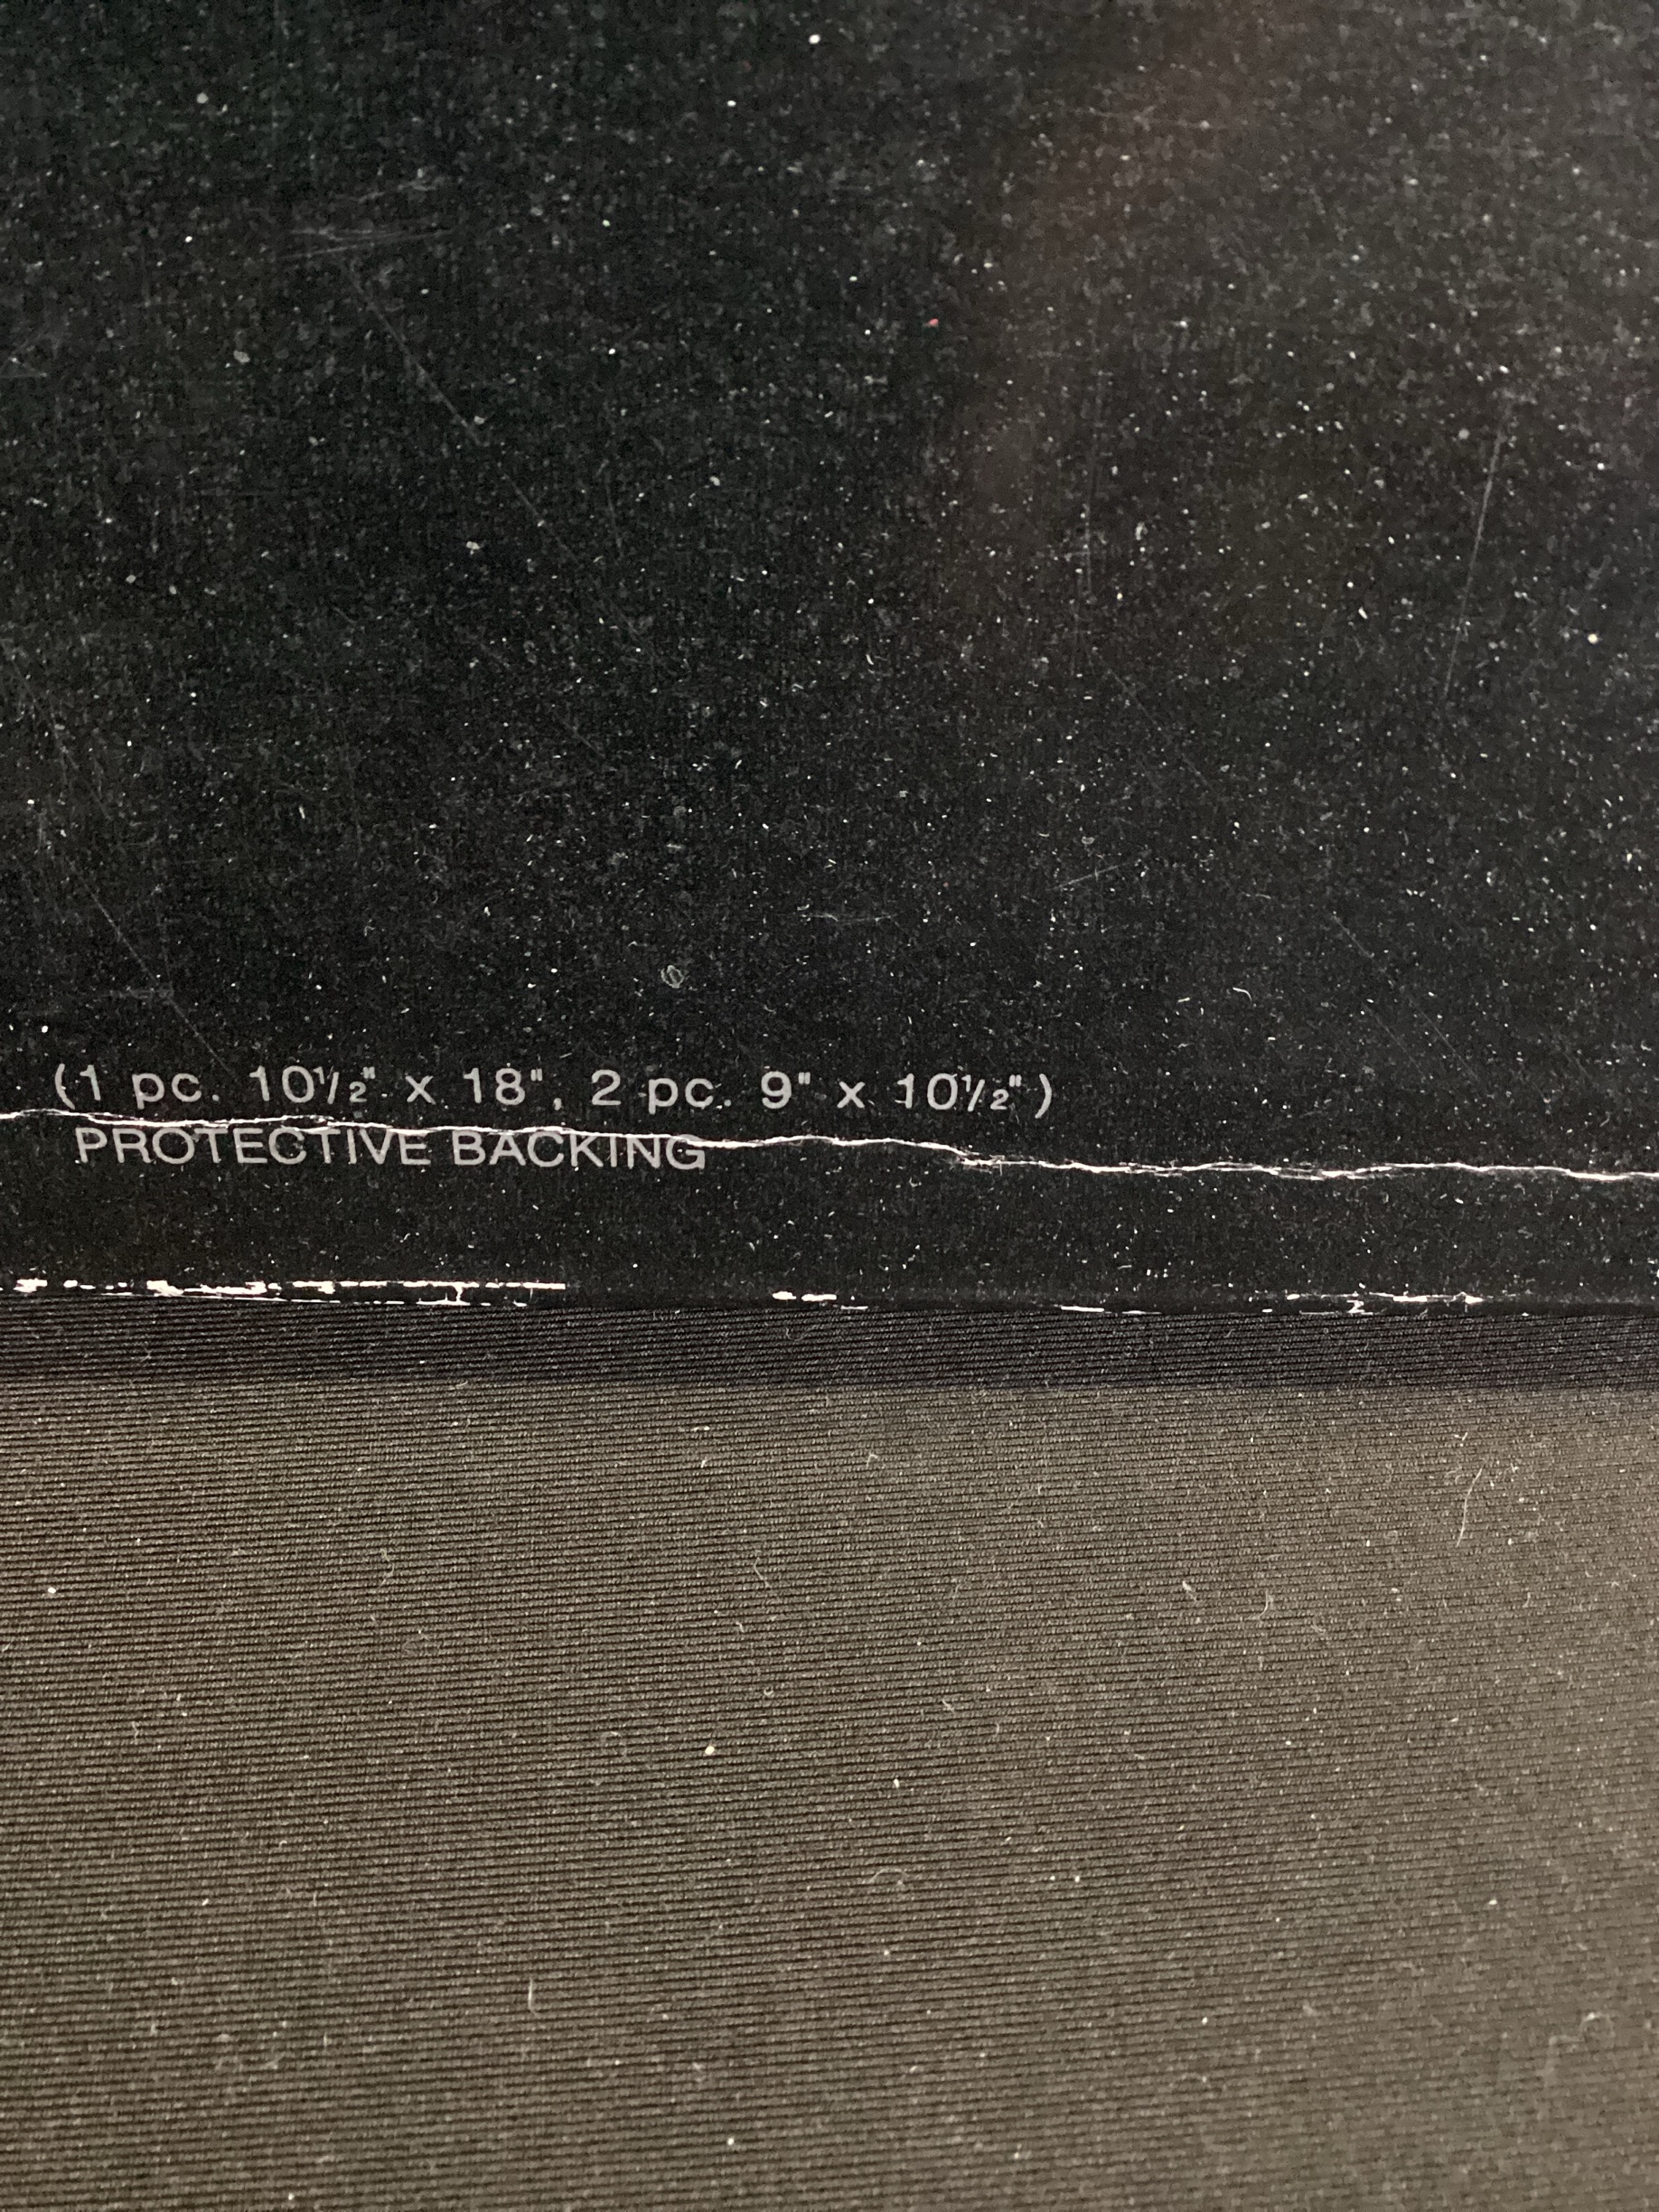 (1 pc. 10½" x 18", 2 pc. 9" x 10½")
PROTECTIVE BACKING